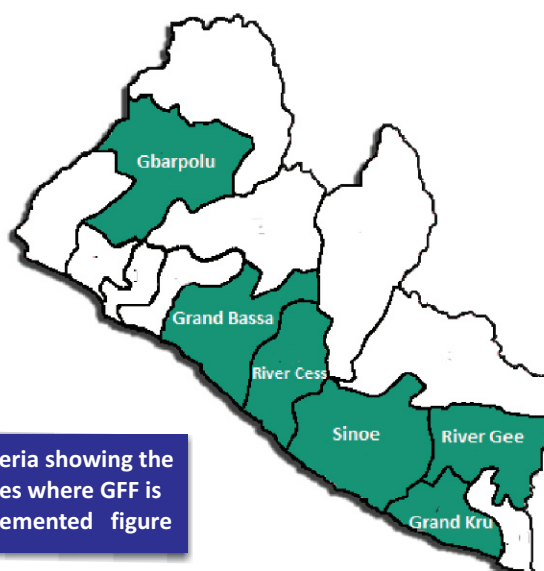 Gbarpolu
Grand Bassa
River Cess
Sinoe
River Gee
Grand Kru
eria showing the
es where GFF is
emented figure